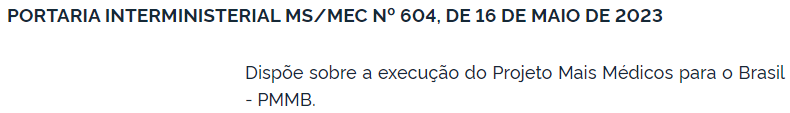 PORTARIA INTERMINISTERIAL MS/MEC Nº 604, DE 16 DE MAIO DE 2023
Dispõe sobre a execução do Projeto Mais Médicos para o Brasil
- PMMB.